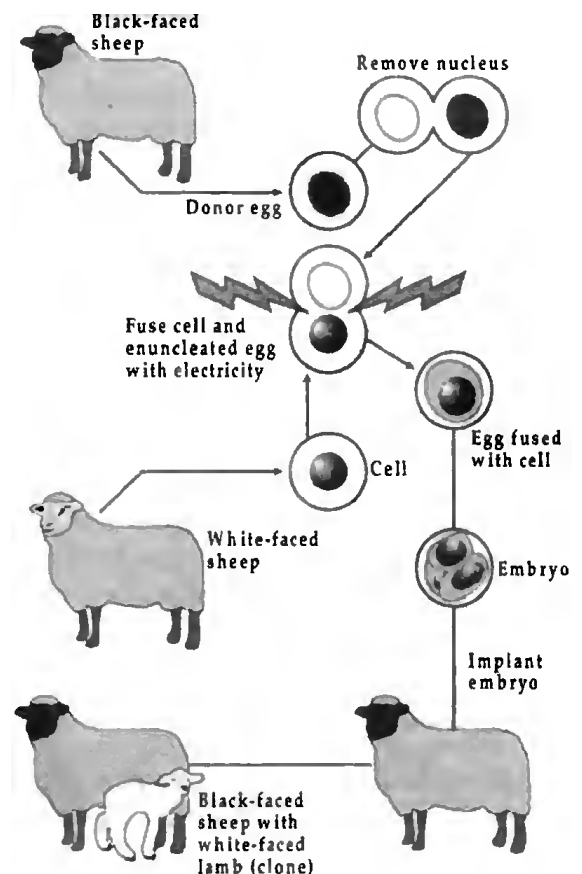 Black-faced
sheep
Remove nucleus
Donor egg
Fuse cell and
enuncleated egg
with electricity
Egg fused
with cell
Cell
White-faced
sheep
Embryo
Implant
embryo
Black-faced
sheep with
white-faced
lamb (clone)